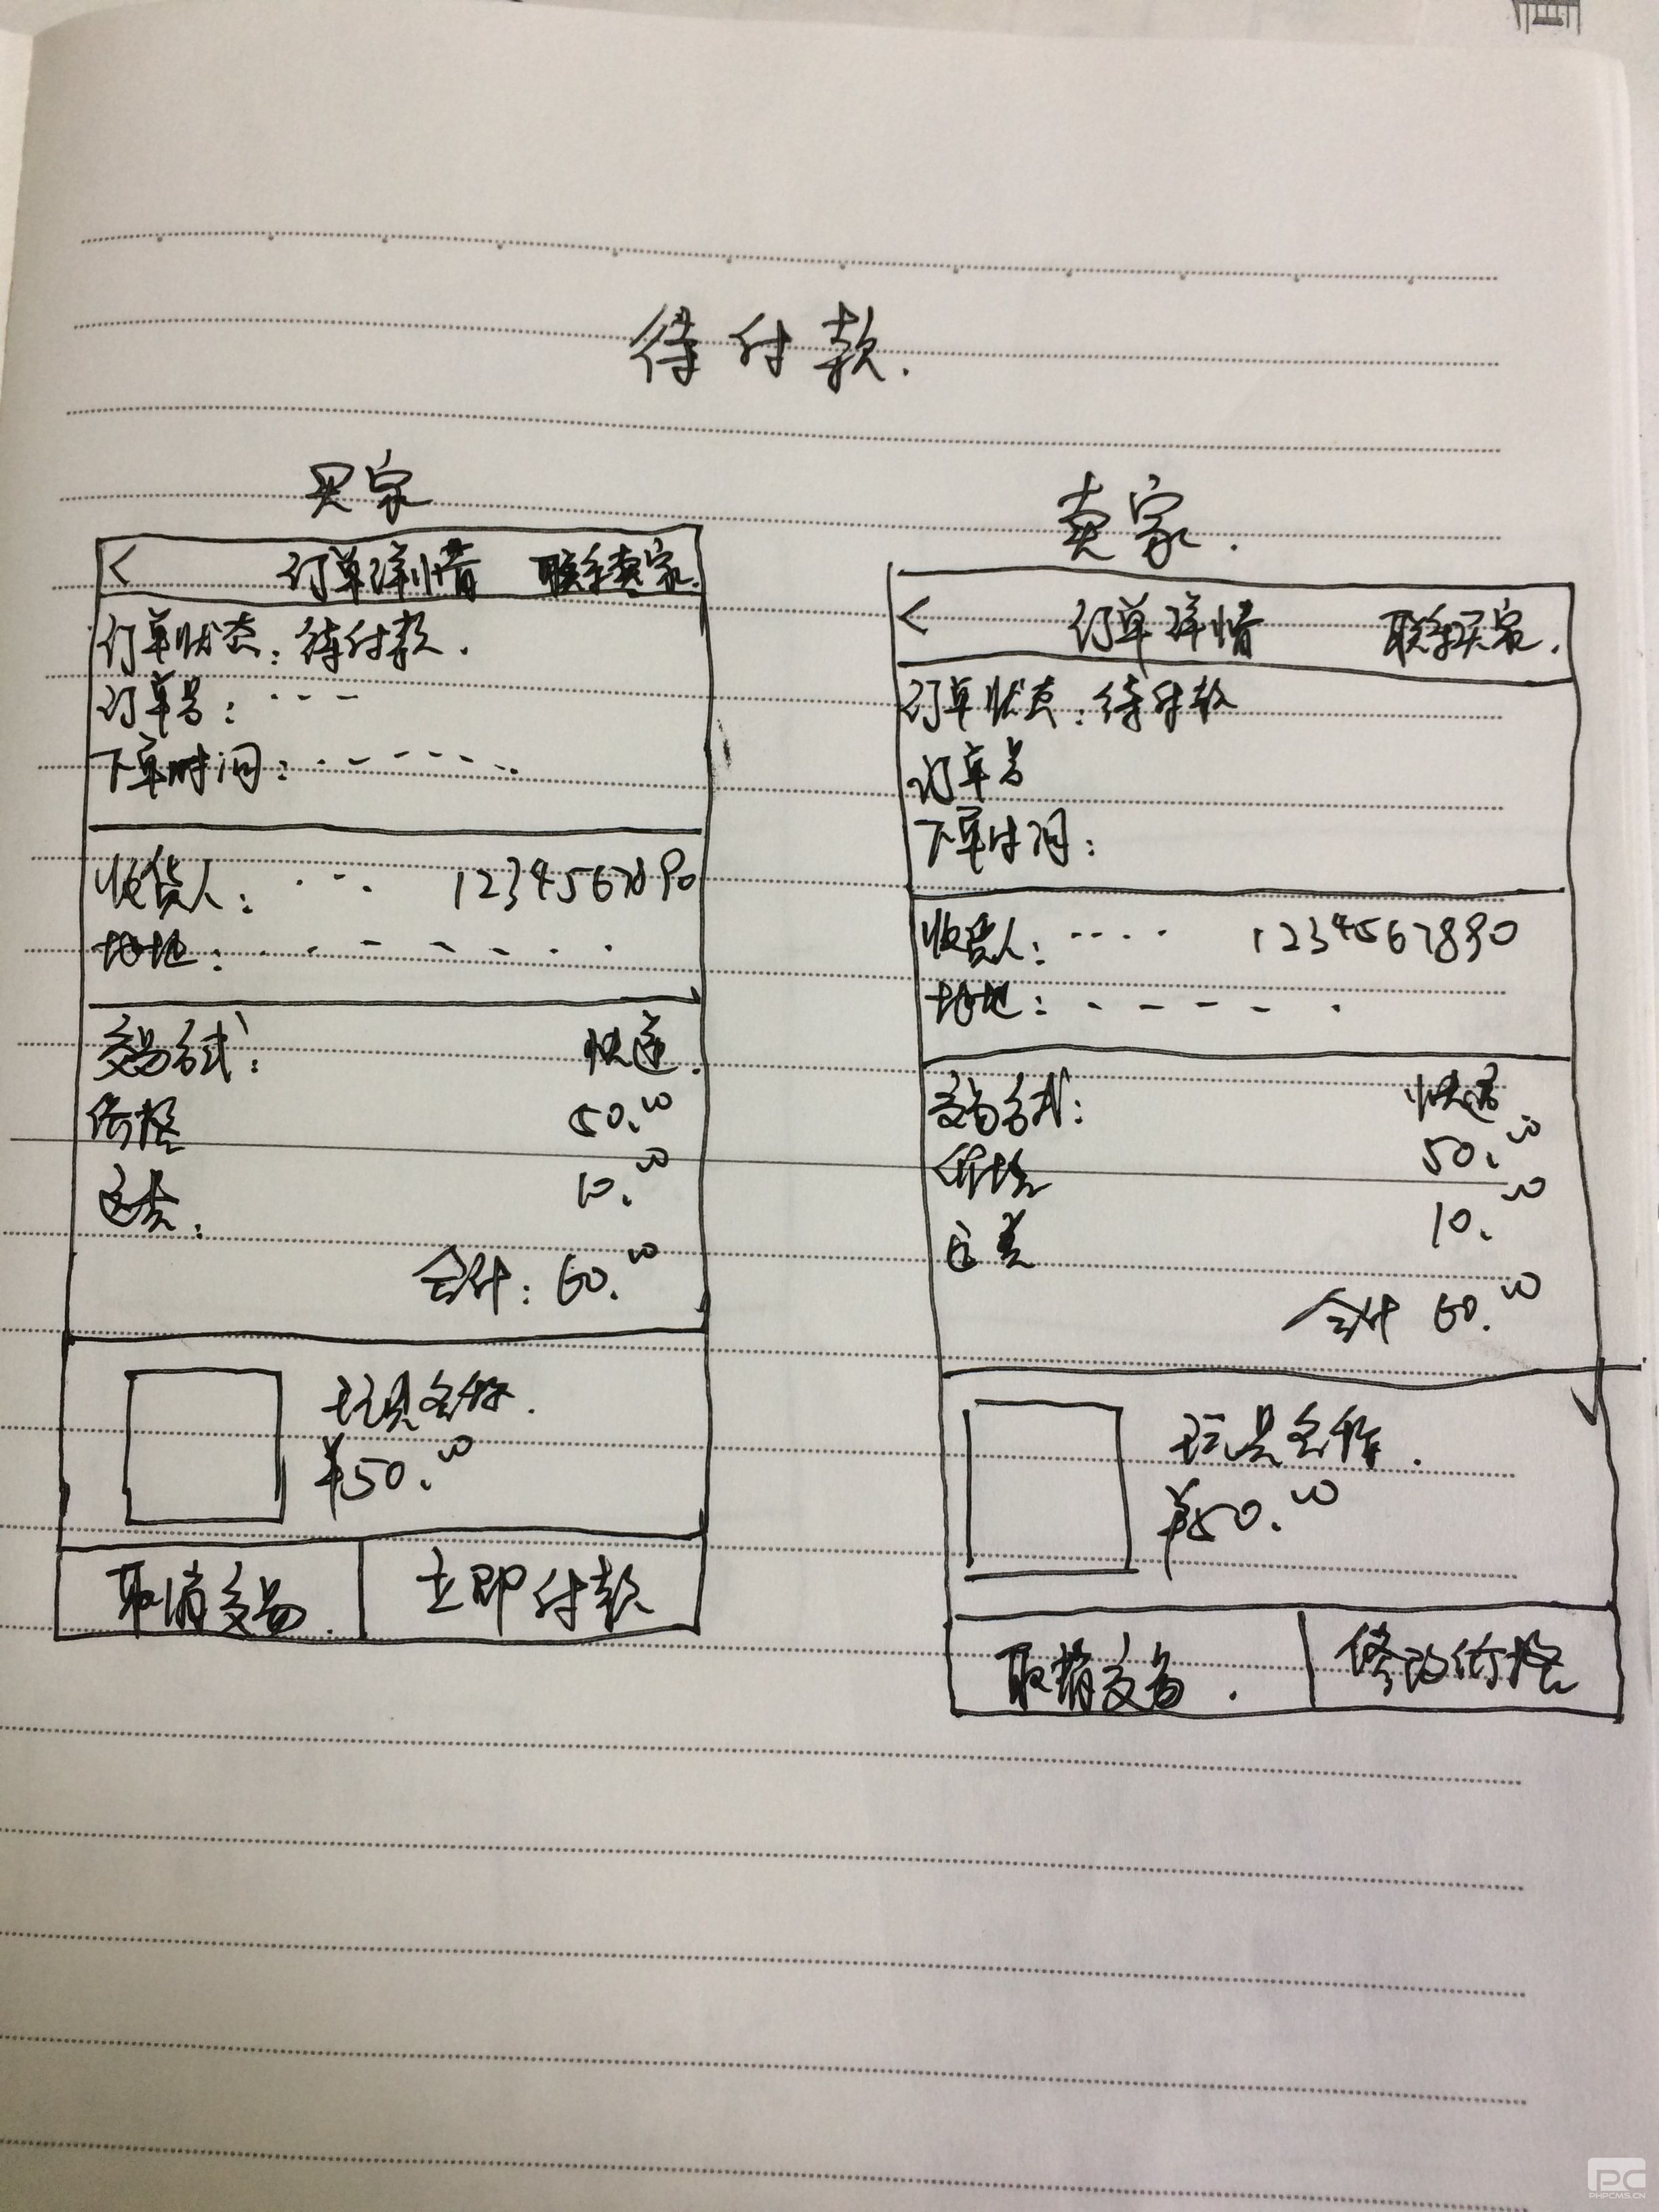 待付款.
买家
< 订单详情 联系卖家.
订单状态: 待付款.
订单号: ...
下单时间: ......
收货人: ... 1234567890
地址: .......
交易方式: 快递.
价格 50.00
运费: 10.00
合计: 60.00
玩具名称.
¥50.00
取消交易. 立即付款
卖家.
< 订单详情 联系买家.
订单状态: 待付款
订单号
下单时间:
收货人: .... 1234567890
地址: .....
交易方式: 快递.
价格 50.00
运费 10.00
合计 60.00
玩具名称.
¥50.00
取消交易. 修改价格
PC
PHPCMS.CN